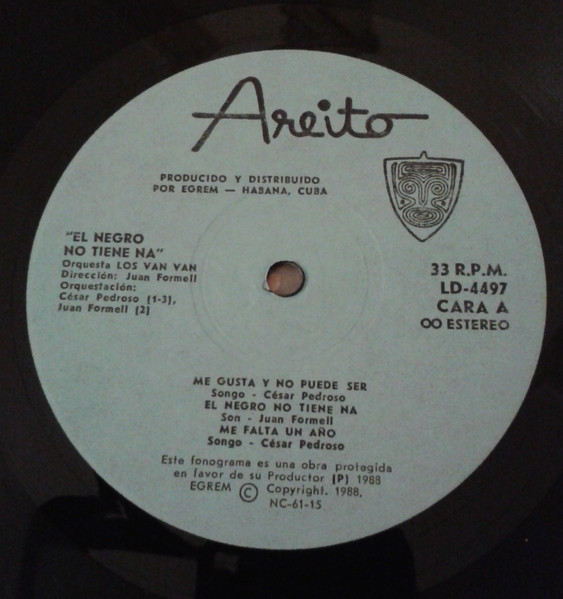 Areito
PRODUCIDO Y DISTRIBUIDO
POR EGREM — HABANA, CUBA
"EL NEGRO
NO TIENE NA"
Orquesta LOS VAN VAN
Dirección: Juan Formell
Orquestación:
César Pedroso (1-3),
Juan Formell (2)
33 R.P.M.
LD-4497
CARA A
OO ESTEREO
ME GUSTA Y NO PUEDE SER
Songo - César Pedroso
EL NEGRO NO TIENE NA
Son - Juan Formell
ME FALTA UN AÑO
Songo - César Pedroso
Este fonograma es una obra protegida
en favor de su Productor (P) 1988
EGREM © Copyright. 1988,
NC-61-15